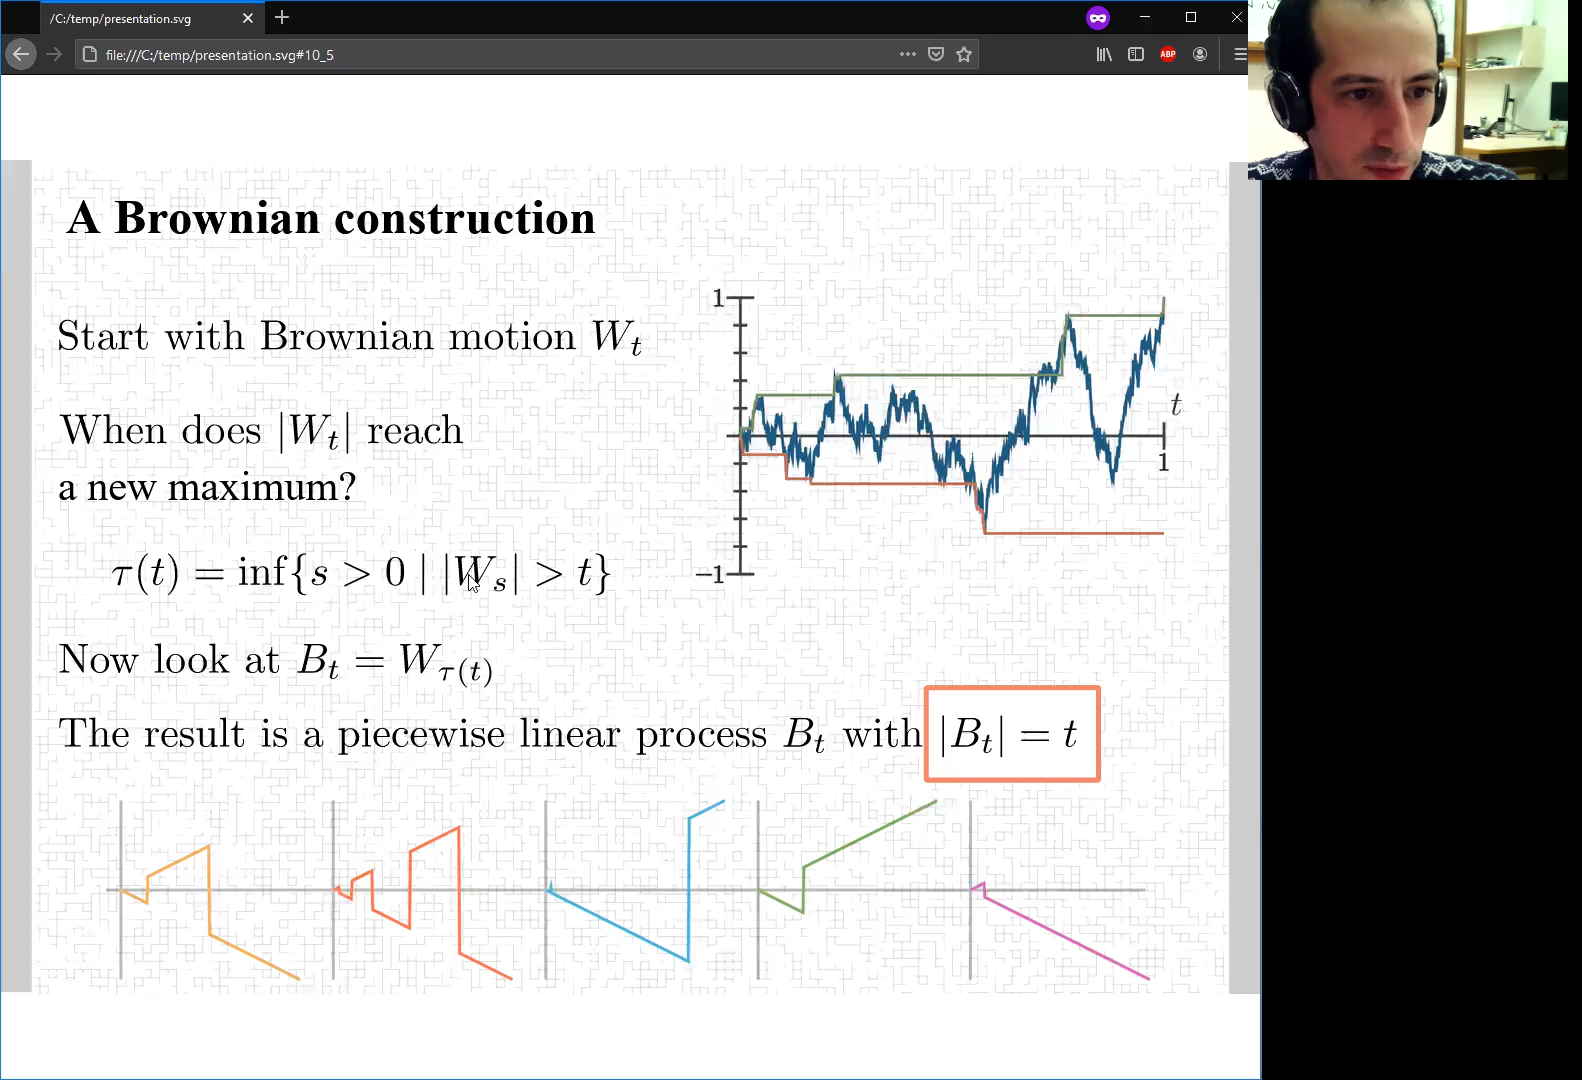 /C:/temp/presentation.svg
file:///C:/temp/presentation.svg#10_5
ABP
A Brownian construction
Start with Brownian motion W_t
When does |W_t| reach
a new maximum?
τ(t) = inf{s > 0 | |W_s| > t}
Now look at B_t = W_{τ(t)}
The result is a piecewise linear process B_t with |B_t| = t
1
t
1
−1